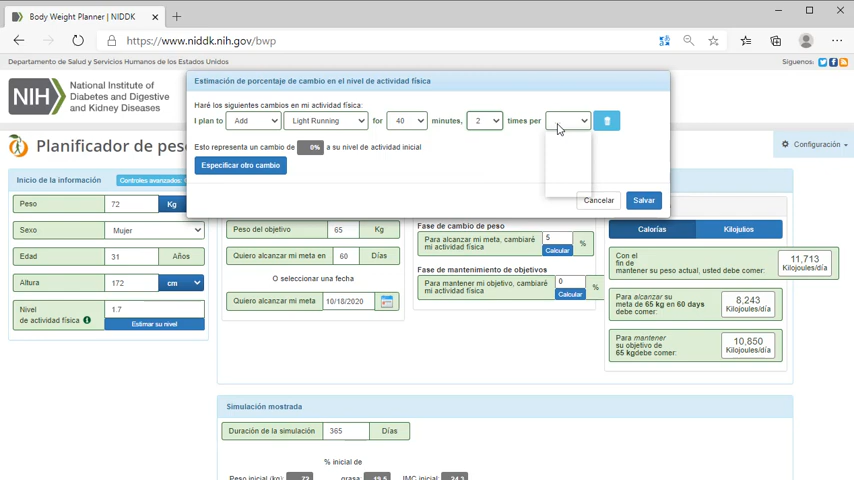 Body Weight Planner | NIDDK
https://www.niddk.nih.gov/bwp
Departamento de Salud y Servicios Humanos de los Estados Unidos
Síguenos:
NIH
National Institute of
Diabetes and Digestive
and Kidney Diseases
Planificador de pes
Configuración
Estimación de porcentaje de cambio en el nivel de actividad física
Haré los siguientes cambios en mi actividad física:
I plan to Add Light Running for 40 minutes, 2 times per
Esto representa un cambio de 0% a su nivel de actividad inicial
Especificar otro cambio
Cancelar
Salvar
Inicio de la información
Controles avanzados:
Peso 72 Kg
Sexo Mujer
Edad 31 Años
Altura 172 cm
Nivel
de actividad física 1.7
Estimar su nivel
Peso del objetivo 65 Kg
Quiero alcanzar mi meta en 60 Días
O seleccionar una fecha
Quiero alcanzar mi meta 10/18/2020
Fase de cambio de peso
Para alcanzar mi meta, cambiaré
mi actividad física
5 %
Calcular
Fase de mantenimiento de objetivos
Para mantener mi objetivo, cambiaré
mi actividad física
0 %
Calcular
Calorías
Kilojulios
Con el
fin de
mantener su peso actual, usted debe comer:
11,713
Kilojoules/día
Para alcanzar su
meta de 65 kg en 60 days
debe comer:
8,243
Kilojoules/día
Para mantener
su objetivo de
65 kgdebe comer:
10,850
Kilojoules/día
Simulación mostrada
Duración de la simulación 365 Días
% inicial de
Peso inicial (kg): 72 grasa: 19.5 IMC inicial: 24.3